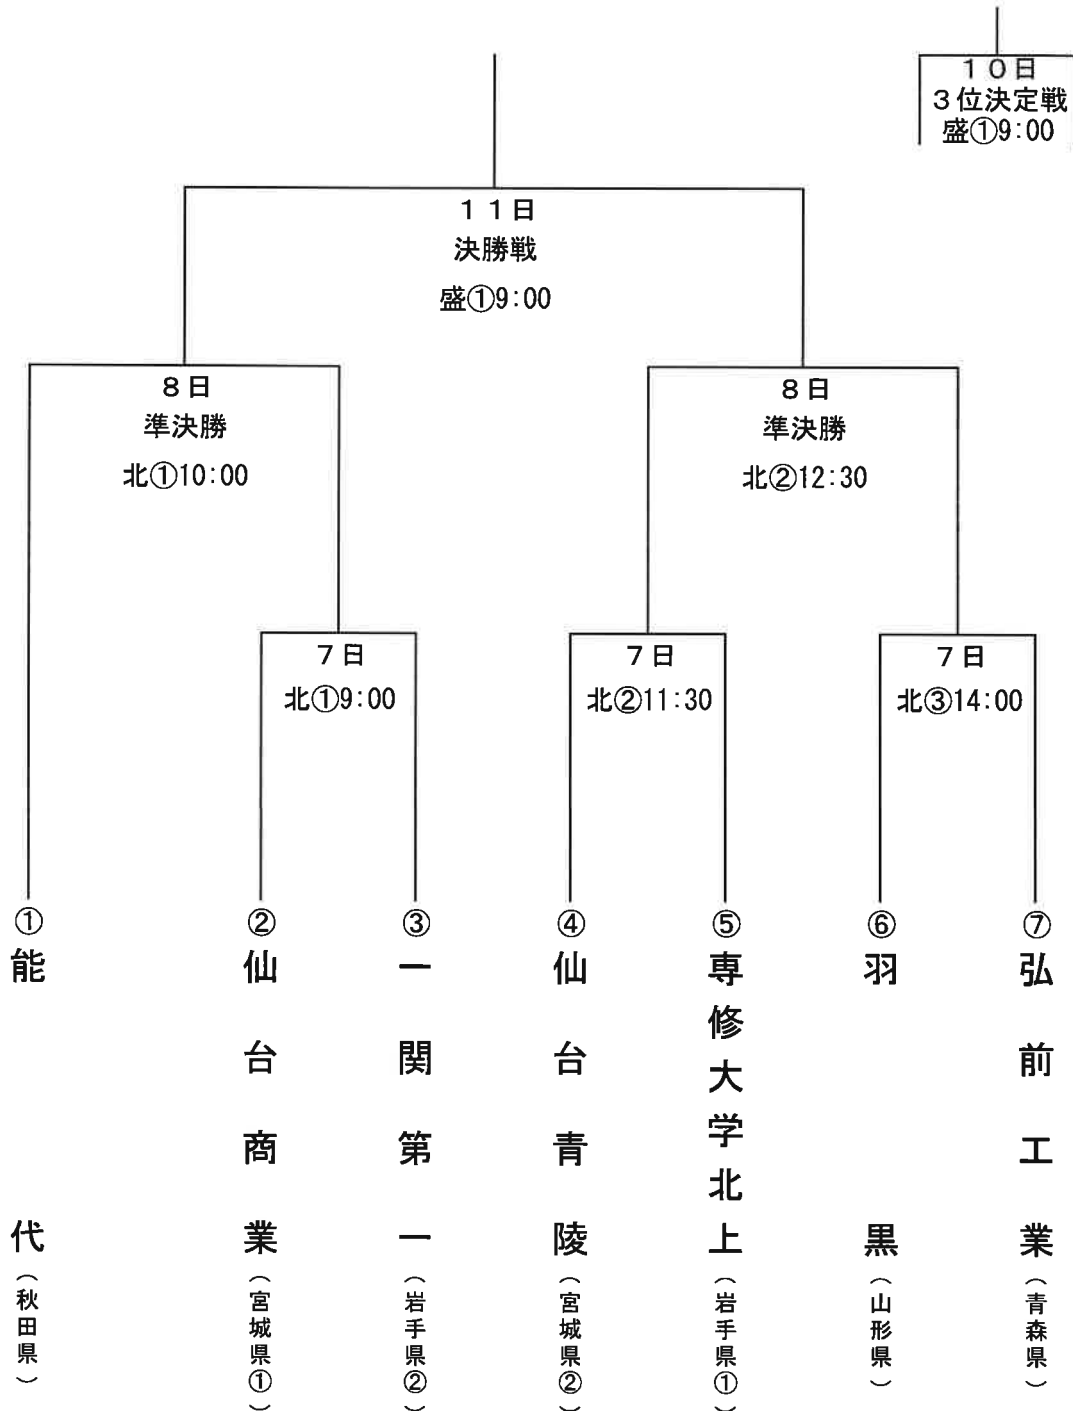 10日
3位決定戦
盛①9:00
11日
決勝戦
盛①9:00
8日
準決勝
北①10:00
8日
準決勝
北②12:30
7日
北①9:00
7日
北②11:30
7日
北③14:00
①
能代
(秋田県)
②
仙台商業
(宮城県①)
③
一関第一
(岩手県②)
④
仙台青陵
(宮城県②)
⑤
専修大学北上
(岩手県①)
⑥
羽黒
(山形県)
⑦
弘前工業
(青森県)